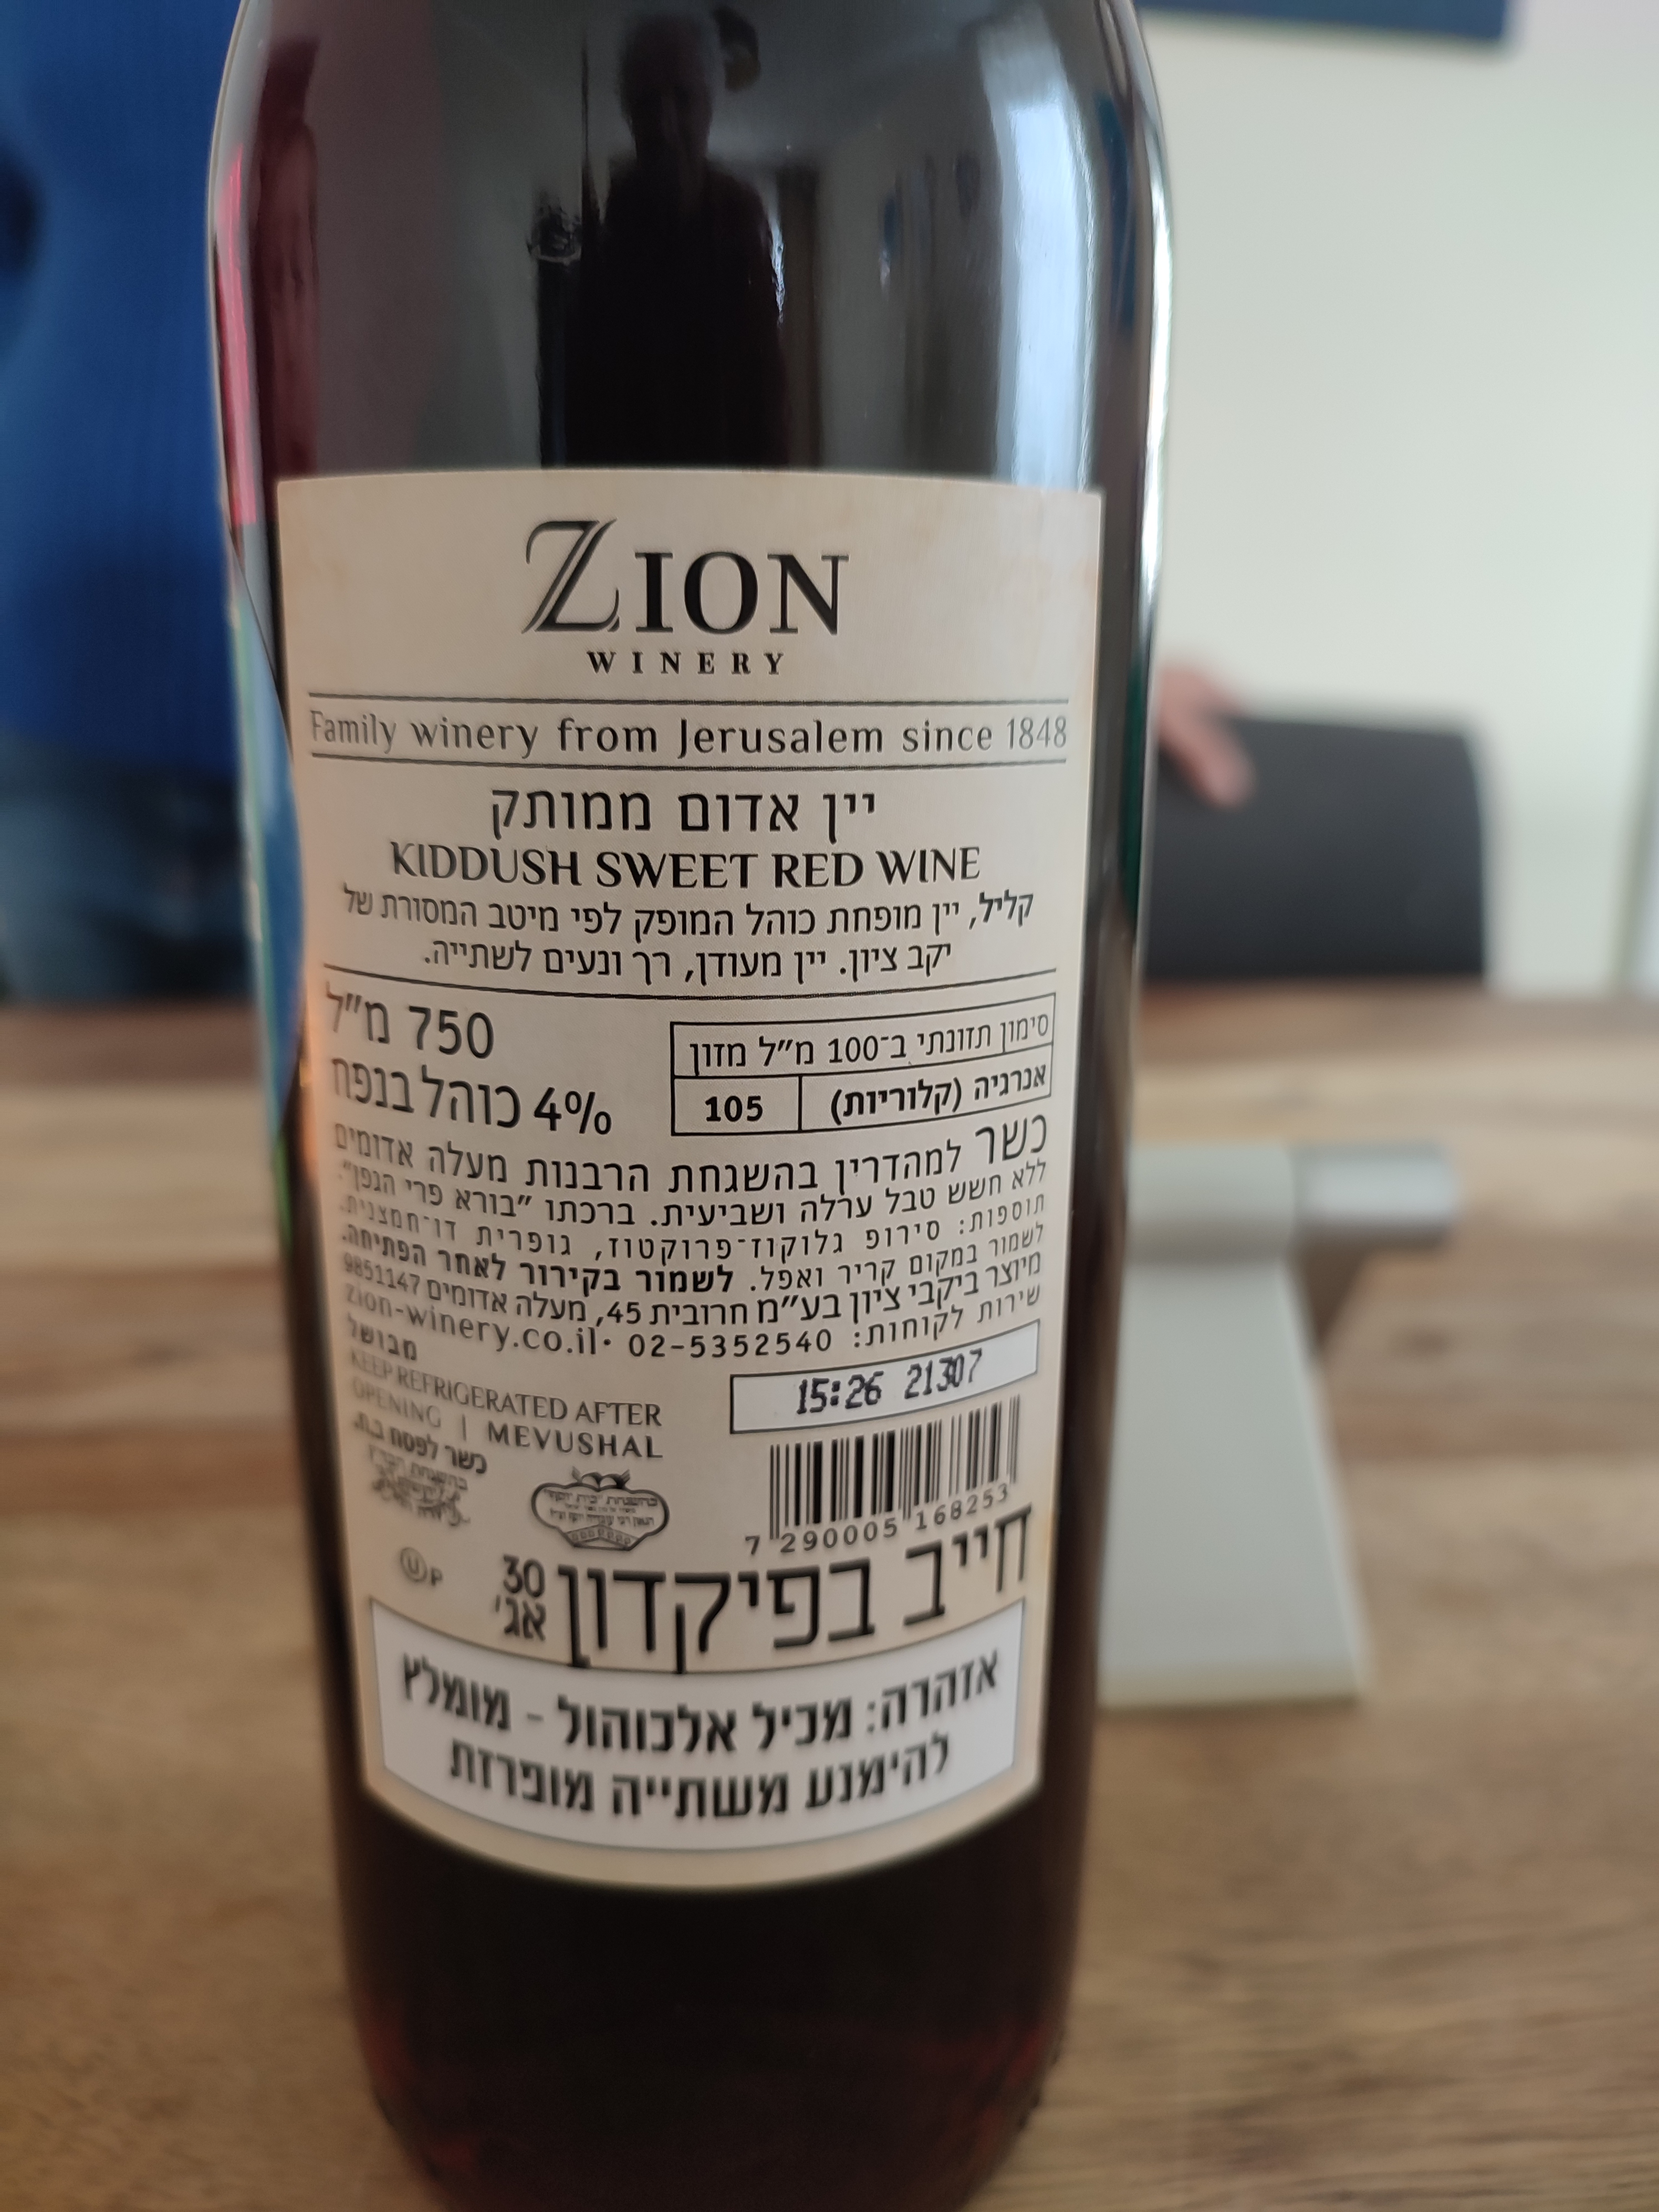 ZION
WINERY
Family winery from Jerusalem since 1848
יין אדום ממותק
KIDDUSH SWEET RED WINE
קליל, יין מופחת כוהל המופק לפי מיטב המסורת של
יקב ציון. יין מעודן, רך ונעים לשתייה.
סימון תזונתי ב־100 מ״ל מזון
אנרגיה (קלוריות) 105
750 מ״ל
4% כוהל בנפח
כשר למהדרין בהשגחת הרבנות מעלה אדומים
ללא חשש טבל ערלה ושביעית. ברכתו ״בורא פרי הגפן״.
תוספות: סירופ גלוקוז־פרוקטוז, גופרית דו־חמצנית.
לשמור במקום קריר ואפל. לשמור בקירור לאחר הפתיחה.
מיוצר ביקבי ציון בע״מ חרובית 45, מעלה אדומים 9851147
שירות לקוחות: 02-5352540 • zion-winery.co.il
מבושל
15:26 21307
KEEP REFRIGERATED AFTER
OPENING | MEVUSHAL
כשר לפסח
בהשגחת
7 290005 168253
U P
חייב בפיקדון 30 אג'
אזהרה: מכיל אלכוהול - מומלץ
להימנע משתייה מופרזת